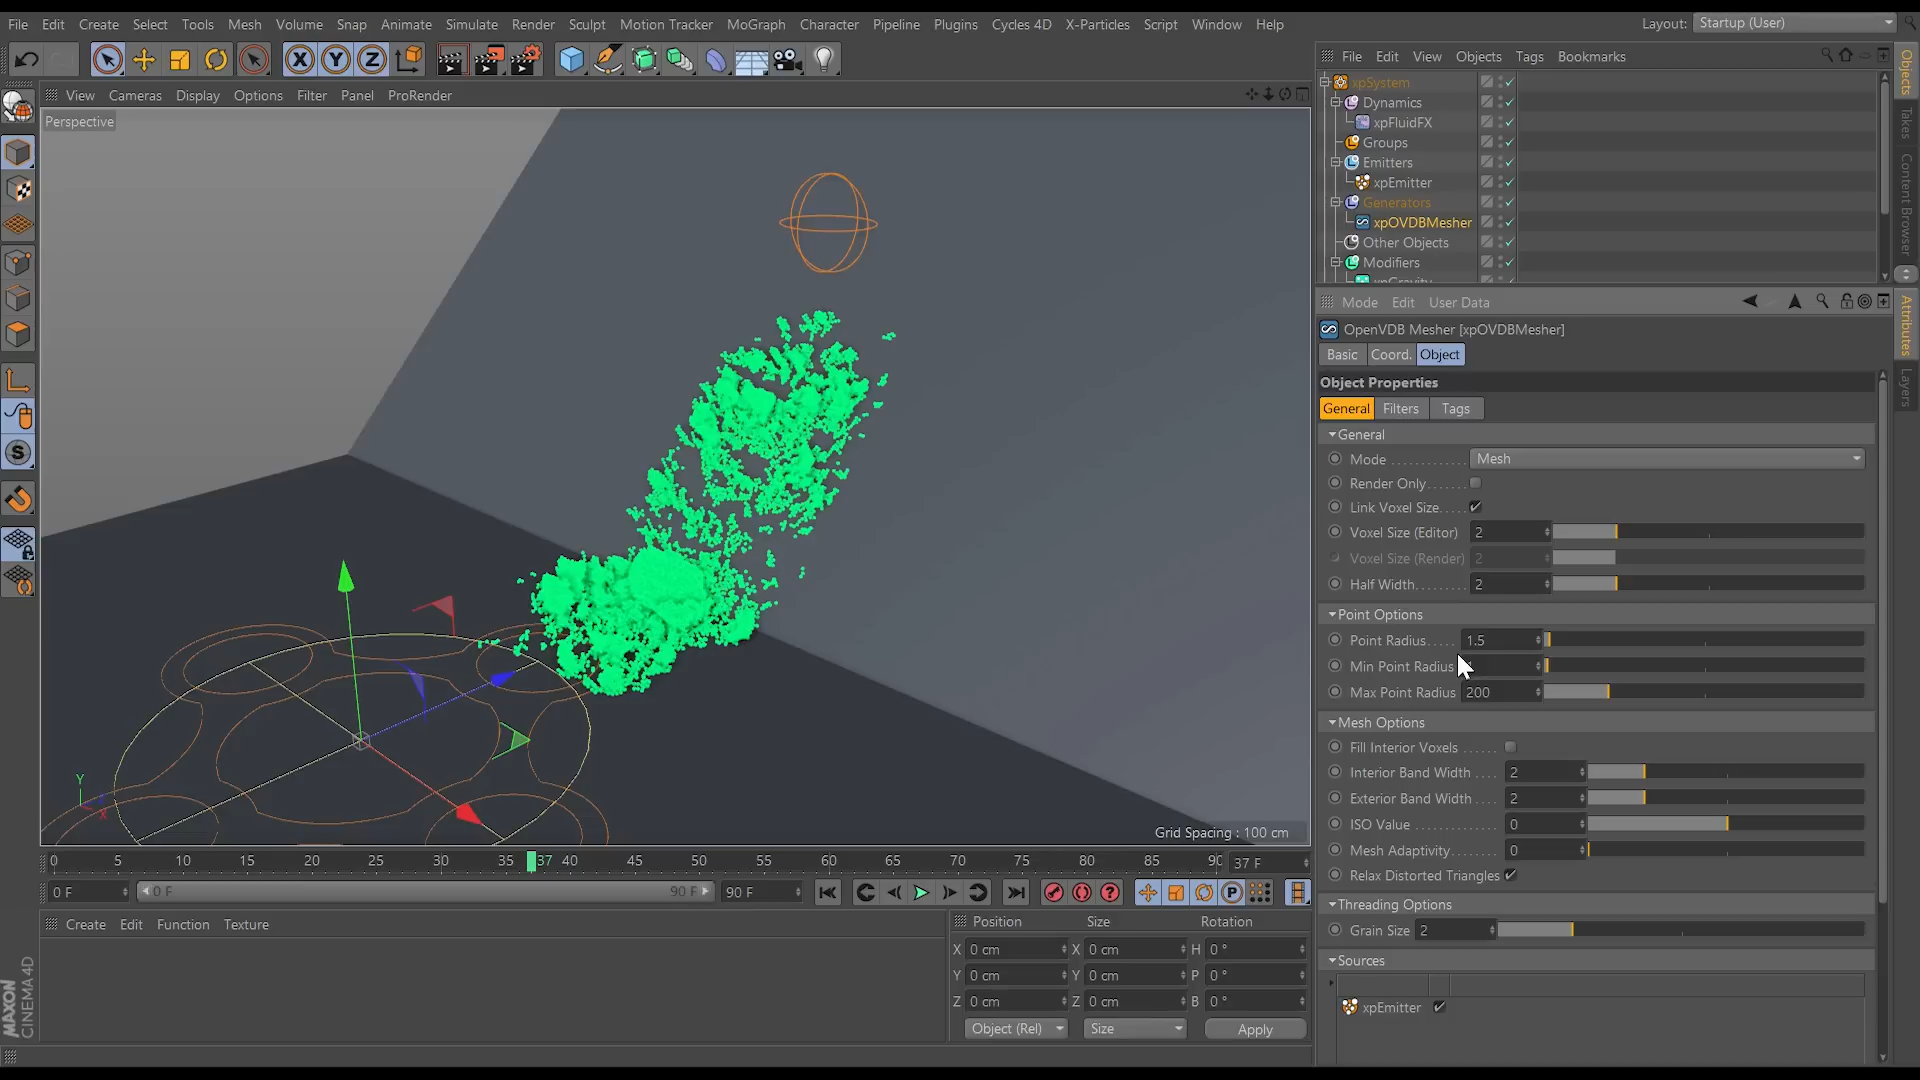 File Edit Create Select Tools Mesh Volume Snap Animate Simulate Render Sculpt Motion Tracker MoGraph Character Pipeline Plugins Cycles 4D X-Particles Script Window Help
Layout: Startup (User)
File Edit View Objects Tags Bookmarks
View Cameras Display Options Filter Panel ProRender
Perspective
xpSystem
Dynamics
xpFluidFX
Groups
Emitters
xpEmitter
Generators
xpOVDBMesher
Other Objects
Modifiers
xpGravity
Objects
Takes
Content Browser
Mode Edit User Data
Attributes
Layers
OpenVDB Mesher [xpOVDBMesher]
Basic Coord. Object
Object Properties
General Filters Tags
General
Mode Mesh
Render Only
Link Voxel Size
Voxel Size (Editor) 2
Voxel Size (Render) 2
Half Width 2
Point Options
Point Radius 1.5
Min Point Radius
Max Point Radius 200
Mesh Options
Fill Interior Voxels
Interior Band Width 2
Exterior Band Width 2
ISO Value 0
Mesh Adaptivity 0
Relax Distorted Triangles
Threading Options
Grain Size 2
Sources
xpEmitter
Y
X
Grid Spacing : 100 cm
0 5 10 15 20 25 30 35 37 40 45 50 55 60 65 70 75 80 85 90 37 F
0 F 0 F 90 F 90 F
Create Edit Function Texture
Position Size Rotation
X 0 cm X 0 cm H 0 °
Y 0 cm Y 0 cm P 0 °
Z 0 cm Z 0 cm B 0 °
Object (Rel) Size Apply
MAXON
CINEMA 4D